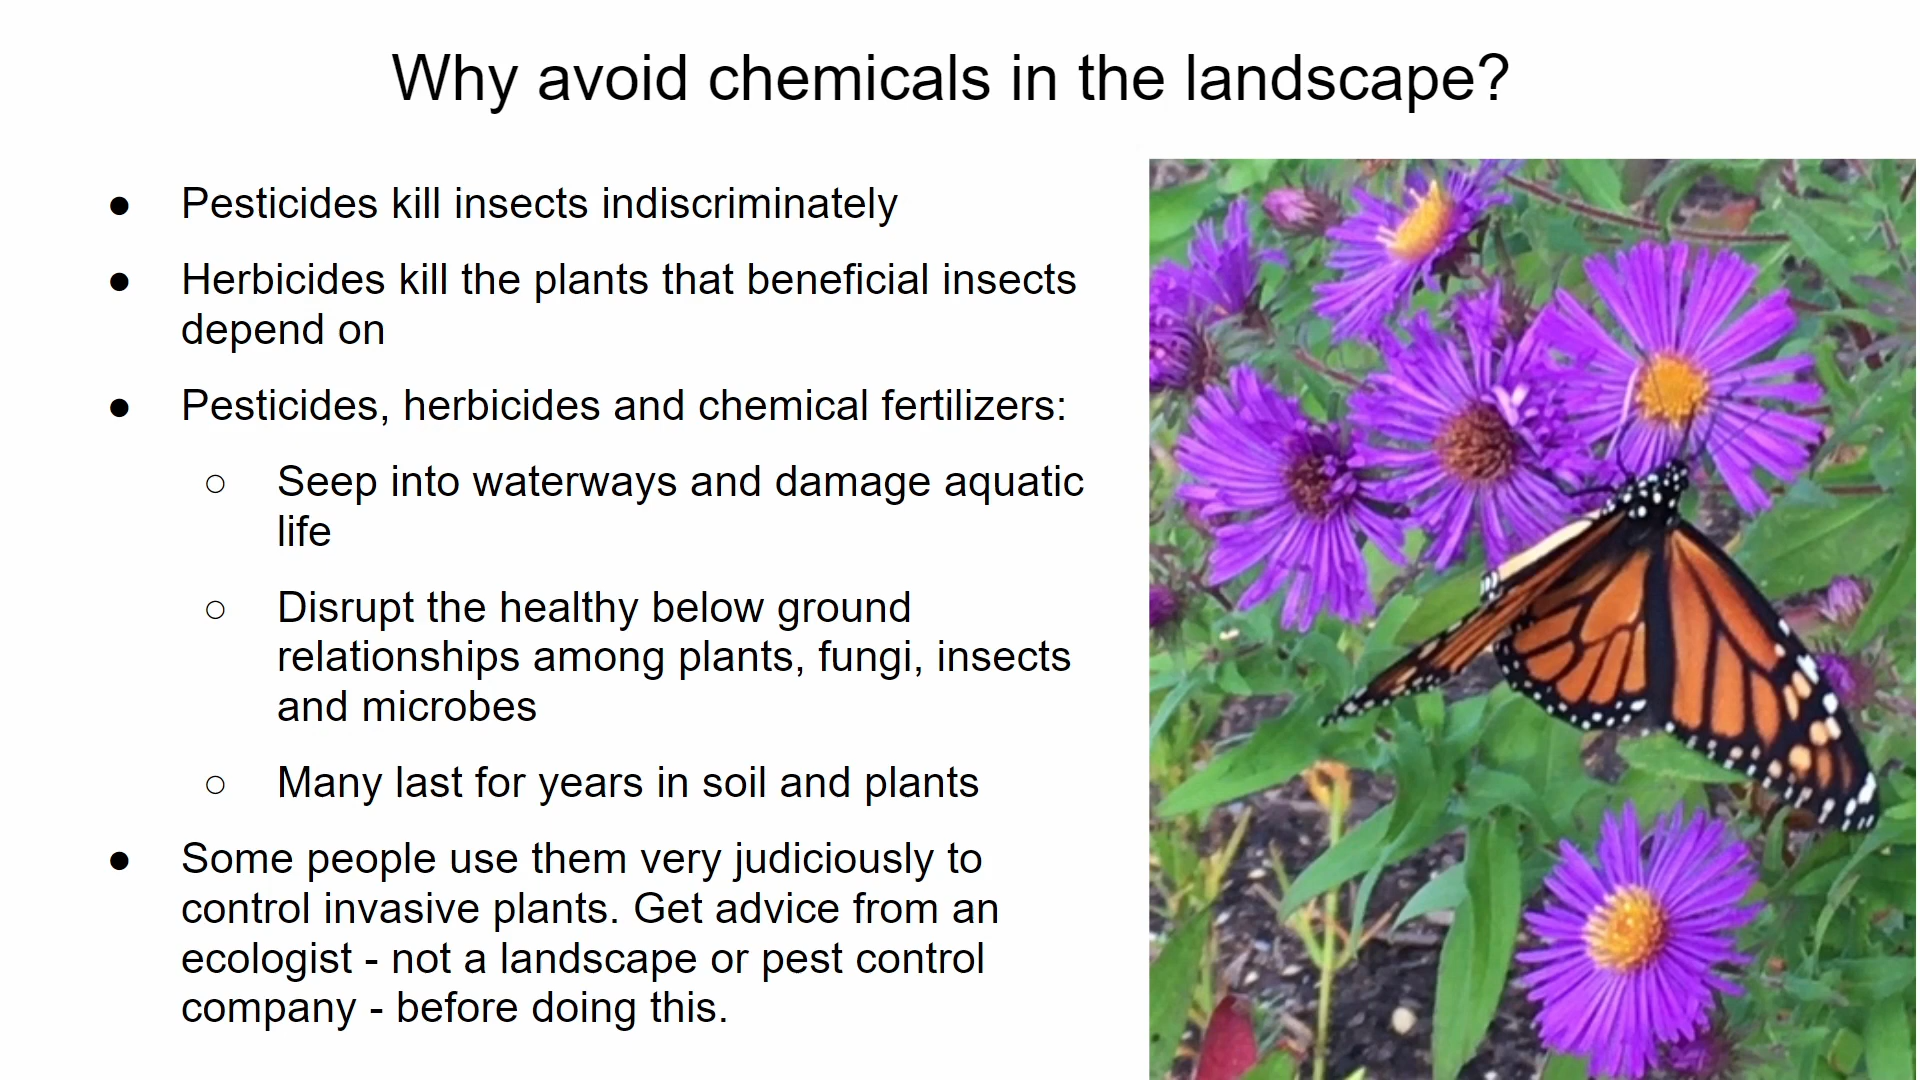 Why avoid chemicals in the landscape?
● Pesticides kill insects indiscriminately
● Herbicides kill the plants that beneficial insects
depend on
● Pesticides, herbicides and chemical fertilizers:
○ Seep into waterways and damage aquatic
life
○ Disrupt the healthy below ground
relationships among plants, fungi, insects
and microbes
○ Many last for years in soil and plants
● Some people use them very judiciously to
control invasive plants. Get advice from an
ecologist - not a landscape or pest control
company - before doing this.